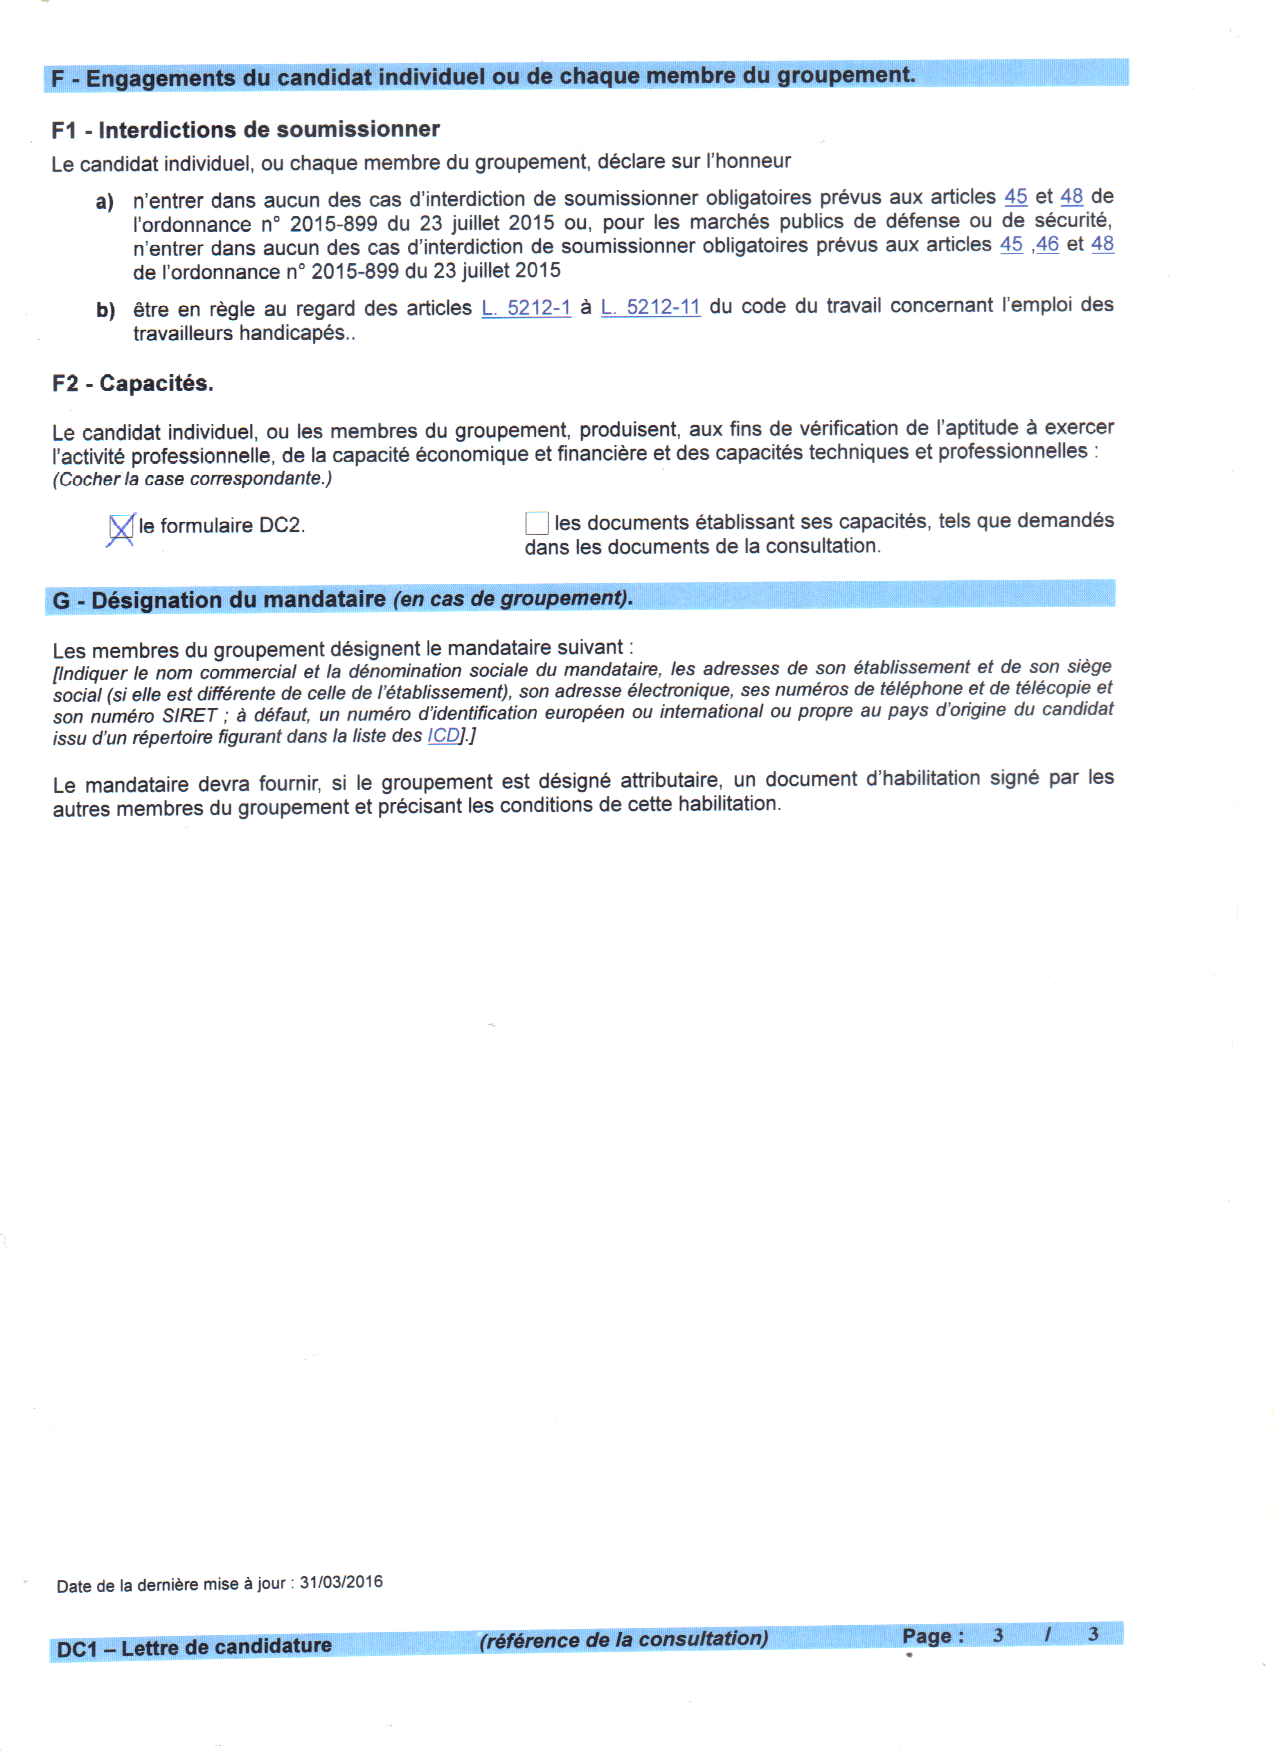 F - Engagements du candidat individuel ou de chaque membre du groupement.
F1 - Interdictions de soumissionner
Le candidat individuel, ou chaque membre du groupement, déclare sur l'honneur
a) n'entrer dans aucun des cas d'interdiction de soumissionner obligatoires prévus aux articles 45 et 48 de
l'ordonnance n° 2015-899 du 23 juillet 2015 ou, pour les marchés publics de défense ou de sécurité,
n'entrer dans aucun des cas d'interdiction de soumissionner obligatoires prévus aux articles 45 ,46 et 48
de l'ordonnance n° 2015-899 du 23 juillet 2015
b) être en règle au regard des articles L. 5212-1 à L. 5212-11 du code du travail concernant l'emploi des
travailleurs handicapés..
F2 - Capacités.
Le candidat individuel, ou les membres du groupement, produisent, aux fins de vérification de l'aptitude à exercer
l'activité professionnelle, de la capacité économique et financière et des capacités techniques et professionnelles :
(Cocher la case correspondante.)
le formulaire DC2.
les documents établissant ses capacités, tels que demandés
dans les documents de la consultation.
G - Désignation du mandataire (en cas de groupement).
Les membres du groupement désignent le mandataire suivant :
[Indiquer le nom commercial et la dénomination sociale du mandataire, les adresses de son établissement et de son siège
social (si elle est différente de celle de l'établissement), son adresse électronique, ses numéros de téléphone et de télécopie et
son numéro SIRET ; à défaut, un numéro d'identification européen ou international ou propre au pays d'origine du candidat
issu d'un répertoire figurant dans la liste des ICD].]
Le mandataire devra fournir, si le groupement est désigné attributaire, un document d'habilitation signé par les
autres membres du groupement et précisant les conditions de cette habilitation.
Date de la dernière mise à jour : 31/03/2016
DC1 – Lettre de candidature (référence de la consultation) Page : 3 / 3